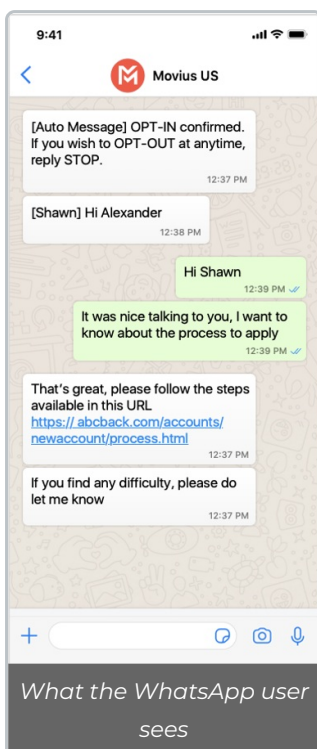 9:41
Movius US
[Auto Message] OPT-IN confirmed.
If you wish to OPT-OUT at anytime,
reply STOP.
12:37 PM
[Shawn] Hi Alexander
12:38 PM
Hi Shawn
12:39 PM
It was nice talking to you, I want to
know about the process to apply
12:39 PM
That's great, please follow the steps
available in this URL
https:// abcback.com/accounts/
newaccount/process.html
12:37 PM
If you find any difficulty, please do
let me know
12:37 PM
What the WhatsApp user
sees